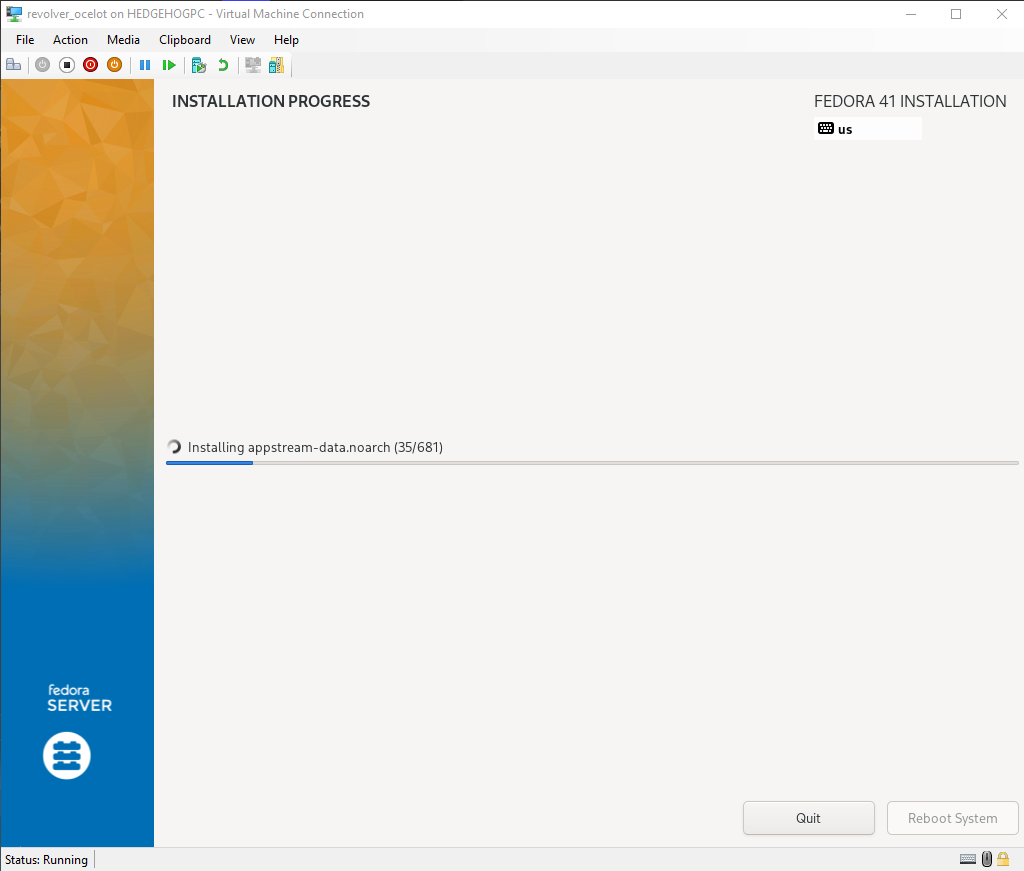 revolver_ocelot on HEDGEHOGPC - Virtual Machine Connection
File Action Media Clipboard View Help
INSTALLATION PROGRESS
FEDORA 41 INSTALLATION
us
Installing appstream-data.noarch (35/681)
fedora
SERVER
Quit
Reboot System
Status: Running